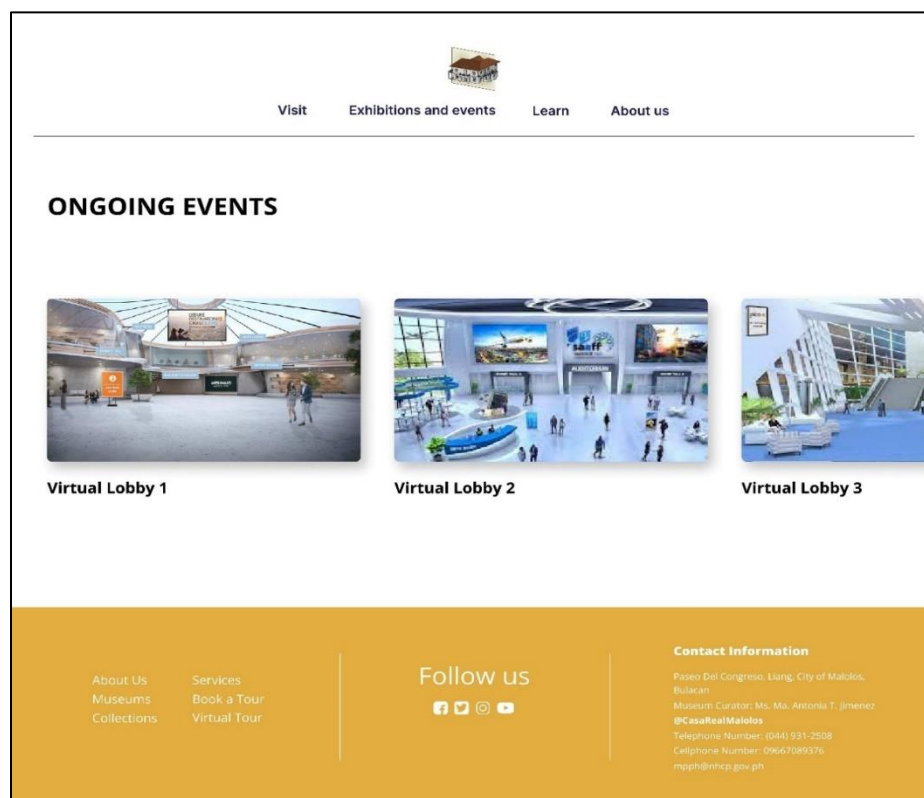 Visit Exhibitions and events Learn About us
ONGOING EVENTS
AUDITORIUM
Virtual Lobby 1
Virtual Lobby 2
Virtual Lobby 3
About Us
Museums
Collections
Services
Book a Tour
Virtual Tour
Follow us
Contact Information
Paseo Del Congreso, Liang, City of Malolos,
Bulacan
Museum Curator: Ms. Ma. Antonia T. Jimenez
@CasaRealMalolos
Telephone Number: (044) 931-2508
Cellphone Number: 09667089376
mpph@nhcp.gov.ph